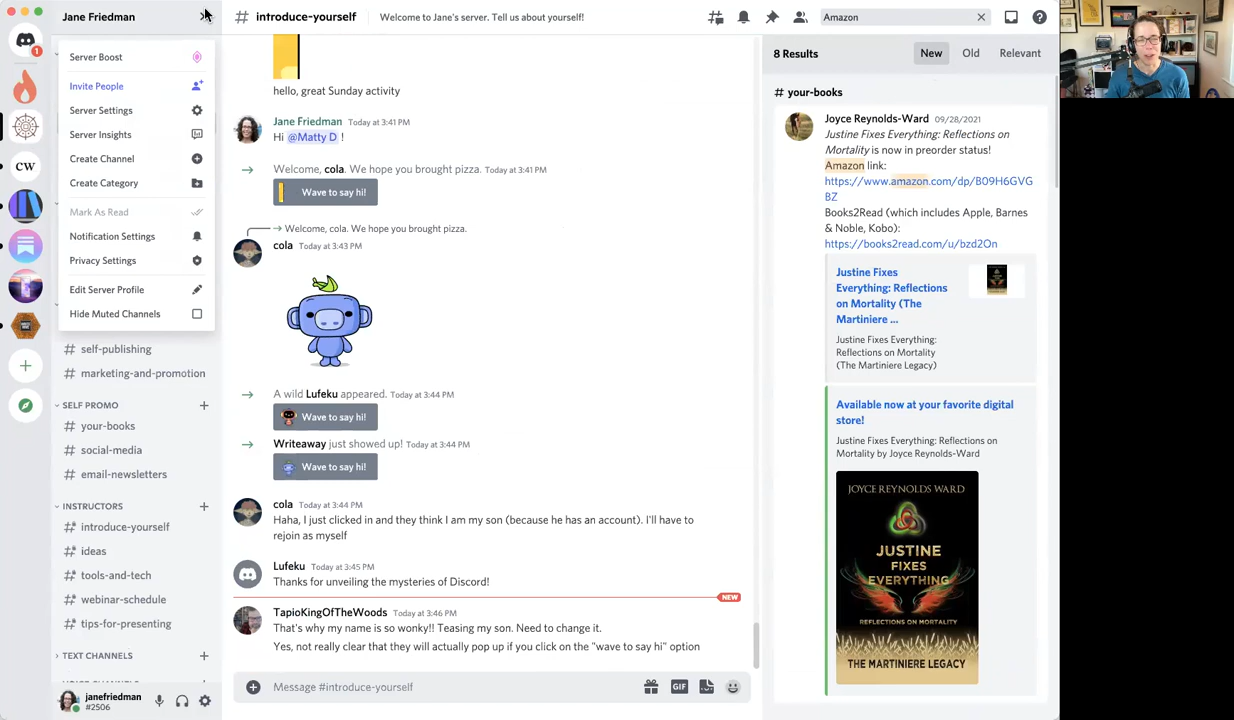 1
CW
Jane Friedman
Server Boost
Invite People
Server Settings
Server Insights
Create Channel
Create Category
Mark As Read
Notification Settings
Privacy Settings
Edit Server Profile
Hide Muted Channels
# self-publishing
# marketing-and-promotion
SELF PROMO
# your-books
# social-media
# email-newsletters
INSTRUCTORS
# introduce-yourself
# ideas
# tools-and-tech
# webinar-schedule
# tips-for-presenting
TEXT CHANNELS
janefriedman
#2506
# introduce-yourself
Welcome to Jane's server. Tell us about yourself!
Amazon
hello, great Sunday activity
Jane Friedman Today at 3:41 PM
Hi @Matty D !
Welcome, cola. We hope you brought pizza. Today at 3:41 PM
Wave to say hi!
Welcome, cola. We hope you brought pizza.
cola Today at 3:43 PM
A wild Lufeku appeared. Today at 3:44 PM
Wave to say hi!
Writeaway just showed up! Today at 3:44 PM
Wave to say hi!
cola Today at 3:44 PM
Haha, I just clicked in and they think I am my son (because he has an account). I'll have to
rejoin as myself
Lufeku Today at 3:45 PM
Thanks for unveiling the mysteries of Discord!
NEW
TapioKingOfTheWoods Today at 3:46 PM
That's why my name is so wonky!! Teasing my son. Need to change it.
Yes, not really clear that they will actually pop up if you click on the "wave to say hi" option
Message #introduce-yourself
GIF
8 Results
New
Old
Relevant
# your-books
Joyce Reynolds-Ward 09/28/2021
Justine Fixes Everything: Reflections on
Mortality is now in preorder status!
Amazon link:
https://www.amazon.com/dp/B09H6GVG
BZ
Books2Read (which includes Apple, Barnes
& Noble, Kobo):
https://books2read.com/u/bzd2On
Justine Fixes
Everything: Reflections
on Mortality (The
Martiniere ...
Justine Fixes Everything:
Reflections on Mortality
(The Martiniere Legacy)
Available now at your favorite digital
store!
Justine Fixes Everything: Reflections on
Mortality by Joyce Reynolds-Ward
JOYCE REYNOLDS WARD
JUSTINE
FIXES
EVERYTHING
REFLECTIONS ON MORTALITY
THE MARTINIERE LEGACY